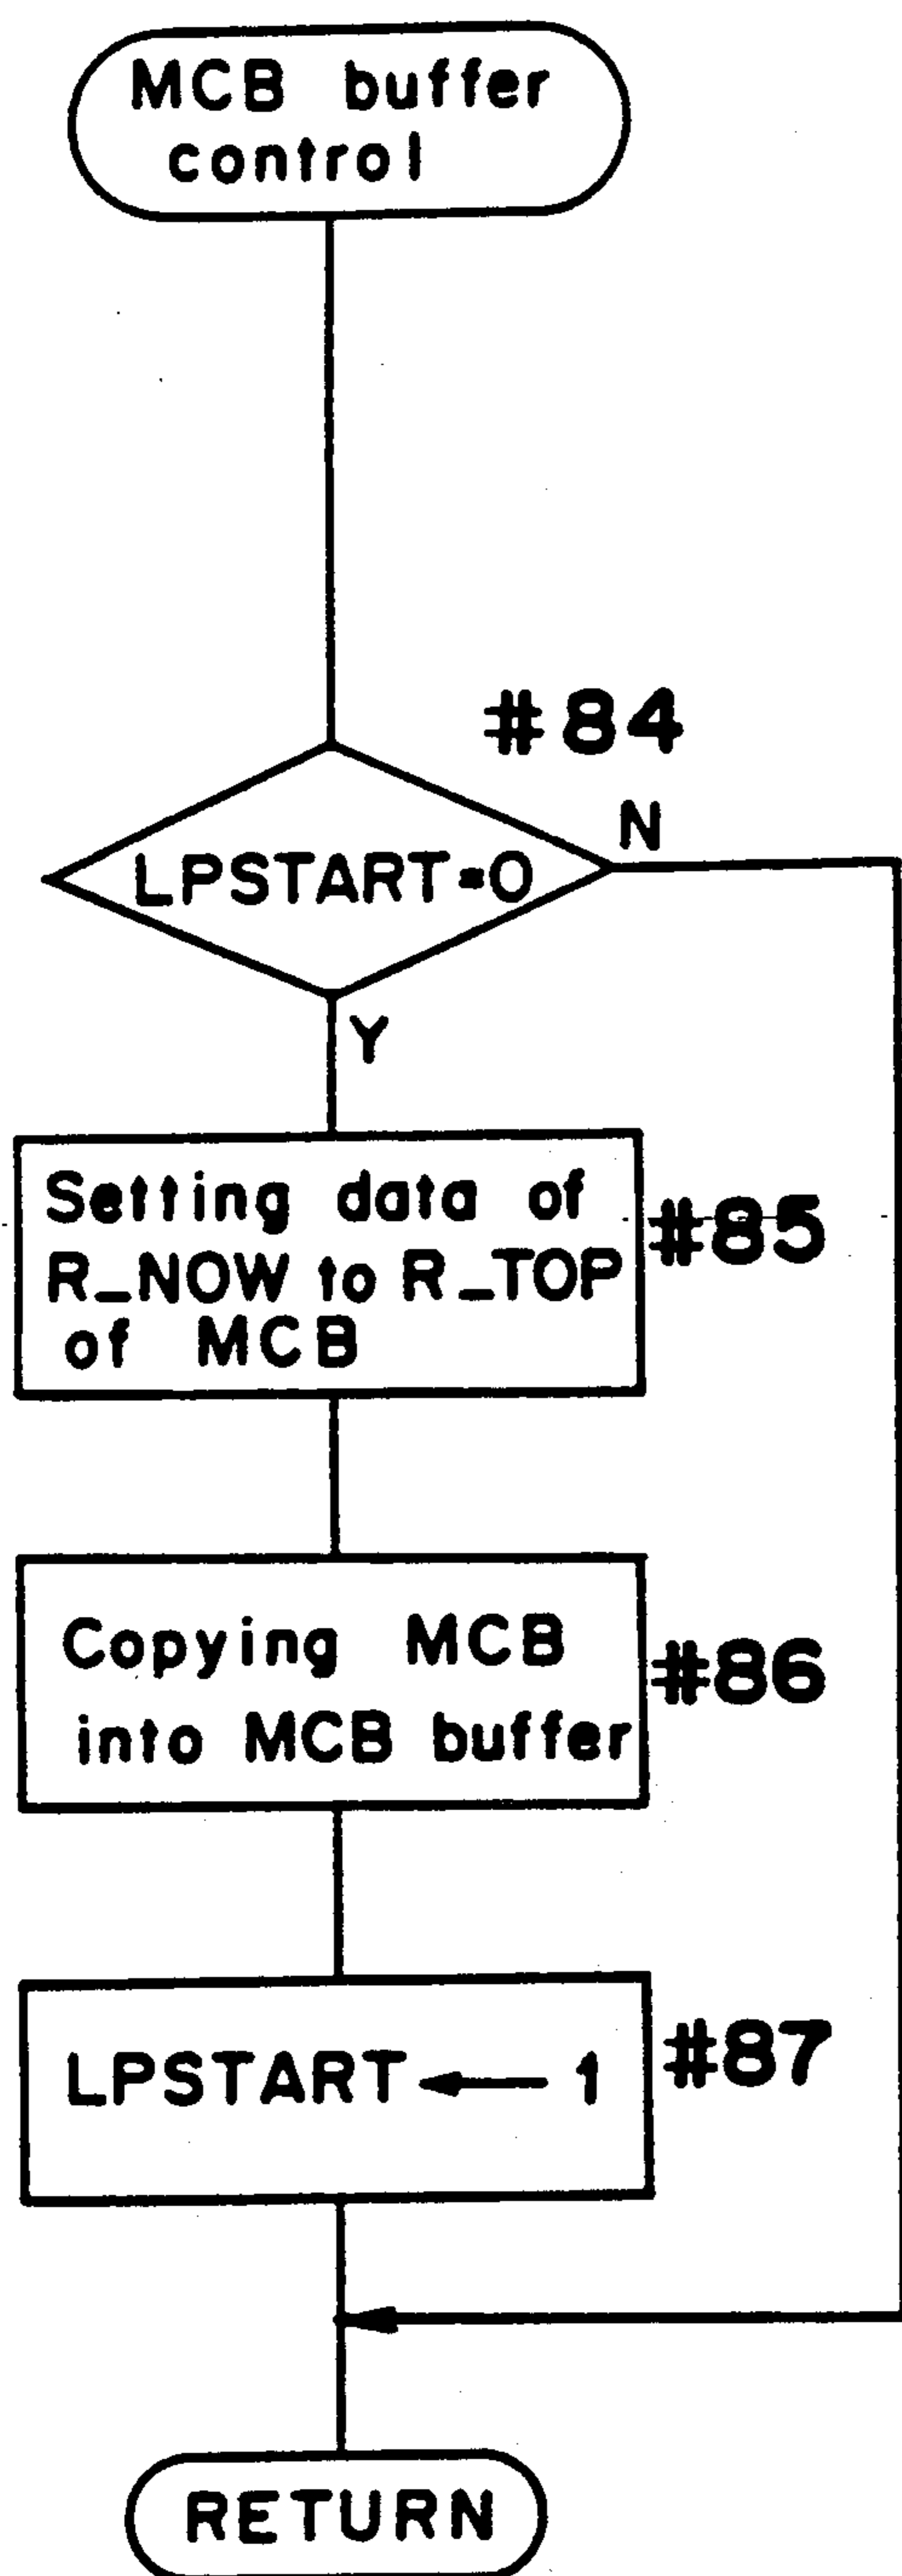 MCB buffer
control
#84
N
LPSTART=0
Y
Setting data of
R_NOW to R_TOP
of MCB
#85
Copying MCB
into MCB buffer
#86
LPSTART ← 1
#87
RETURN